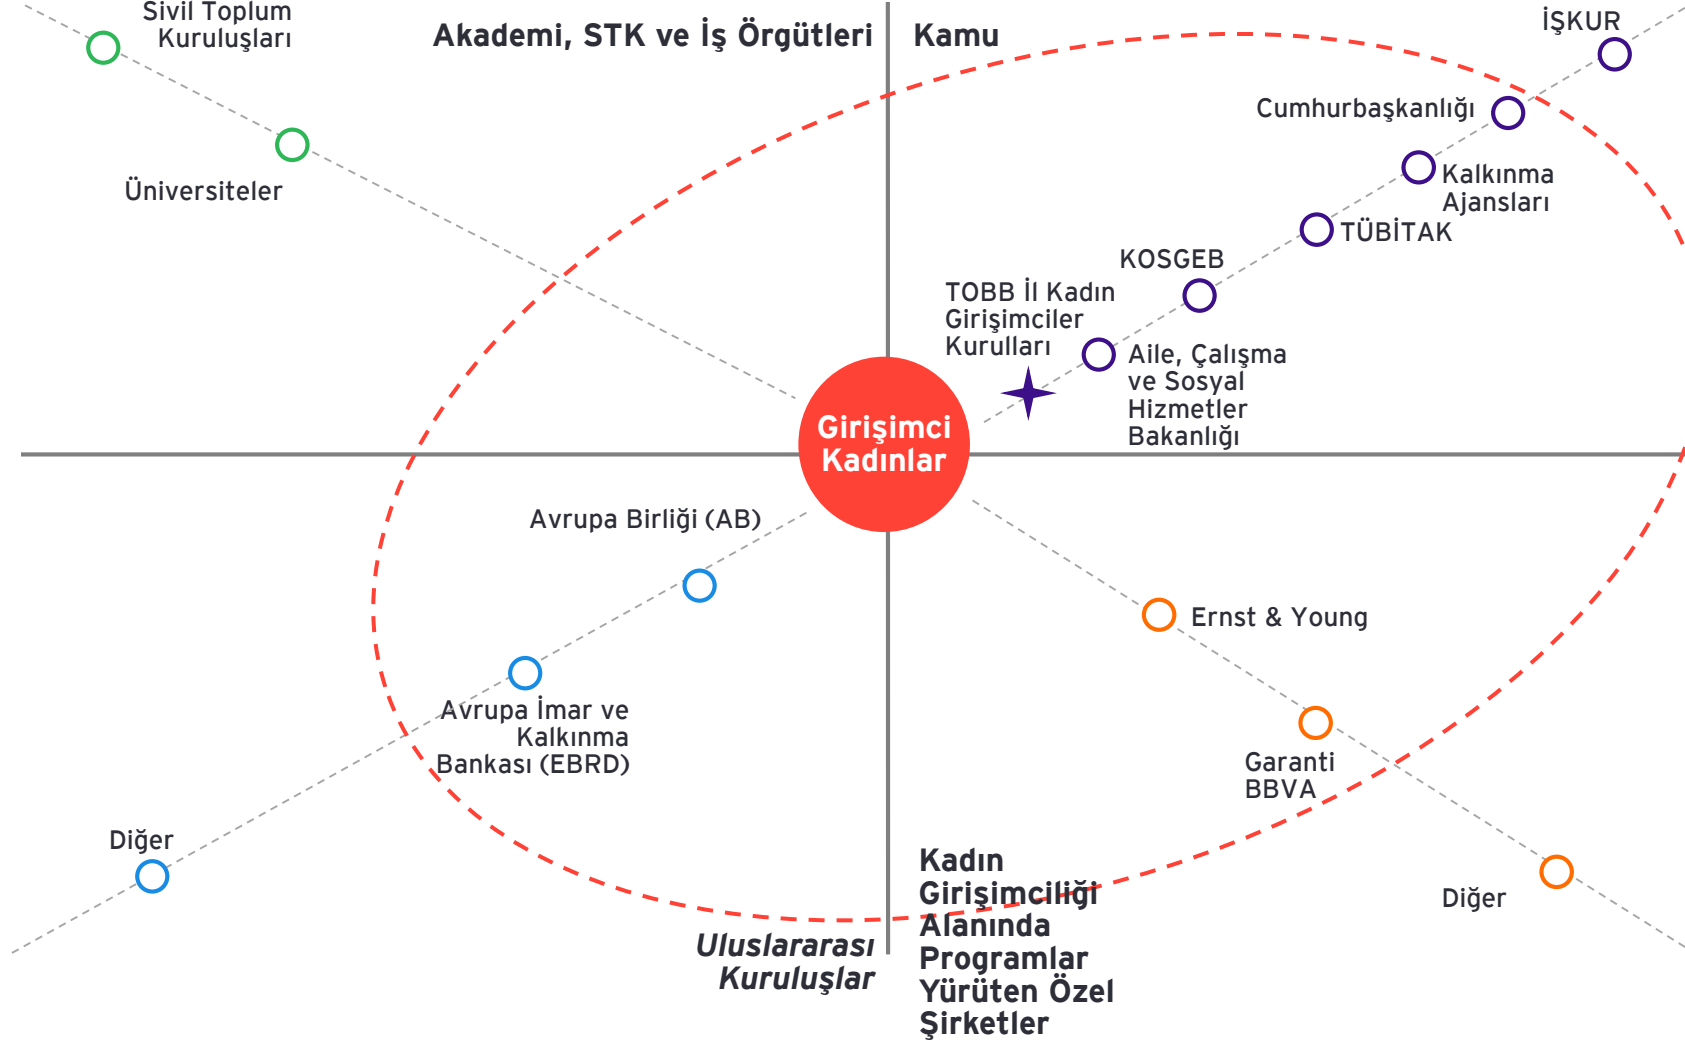 Sivil Toplum
Kuruluşları
Üniversiteler
Akademi, STK ve İş Örgütleri
Kamu
İŞKUR
Cumhurbaşkanlığı
Kalkınma
Ajansları
TÜBİTAK
KOSGEB
TOBB İl Kadın
Girişimciler
Kurulları
Aile, Çalışma
ve Sosyal
Hizmetler
Bakanlığı
Girişimci
Kadınlar
Avrupa Birliği (AB)
Avrupa İmar ve
Kalkınma
Bankası (EBRD)
Diğer
Uluslararası
Kuruluşlar
Ernst & Young
Garanti
BBVA
Diğer
Kadın
Girişimciliği
Alanında
Programlar
Yürüten Özel
Şirketler